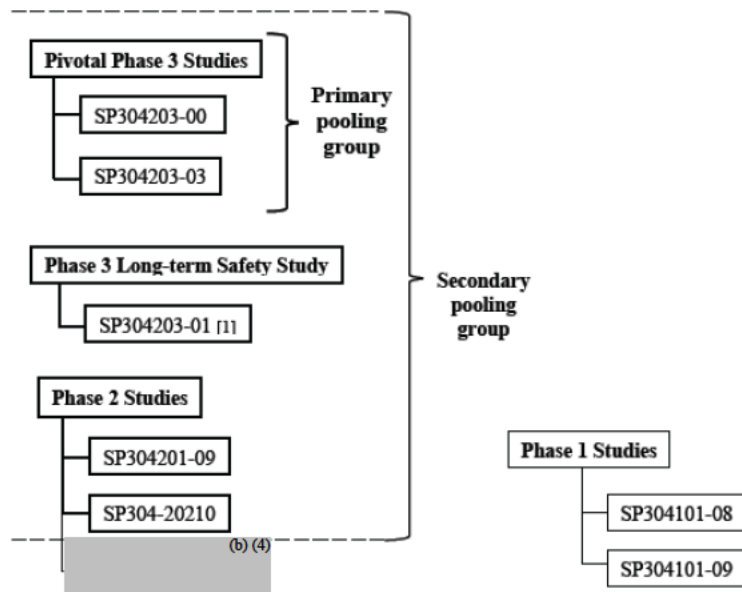 Pivotal Phase 3 Studies
SP304203-00
SP304203-03
Primary
pooling
group
Phase 3 Long-term Safety Study
SP304203-01 [1]
Secondary
pooling
group
Phase 2 Studies
SP304201-09
SP304-20210
(b) (4)
Phase 1 Studies
SP304101-08
SP304101-09